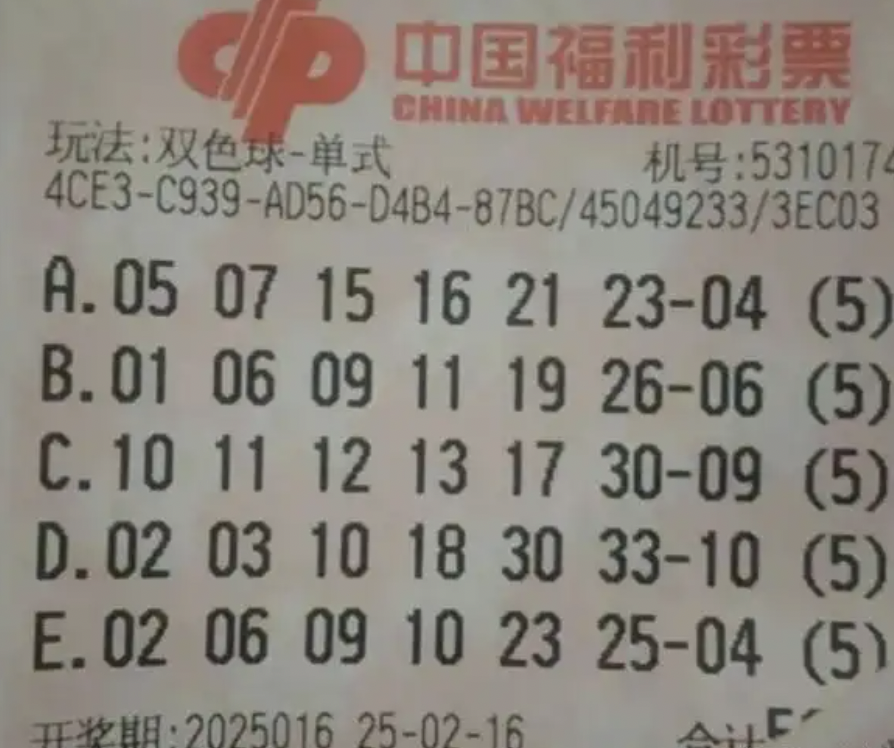 中国福利彩票
CHINA WELFARE LOTTERY
玩法:双色球-单式 机号:5310174
4CE3-C939-AD56-D4B4-87BC/45049233/3EC03
A.05 07 15 16 21 23-04 (5)
B.01 06 09 11 19 26-06 (5)
C.10 11 12 13 17 30-09 (5)
D.02 03 10 18 30 33-10 (5)
E.02 06 09 10 23 25-04 (5)
开奖期:2025016 25-02-16 合计